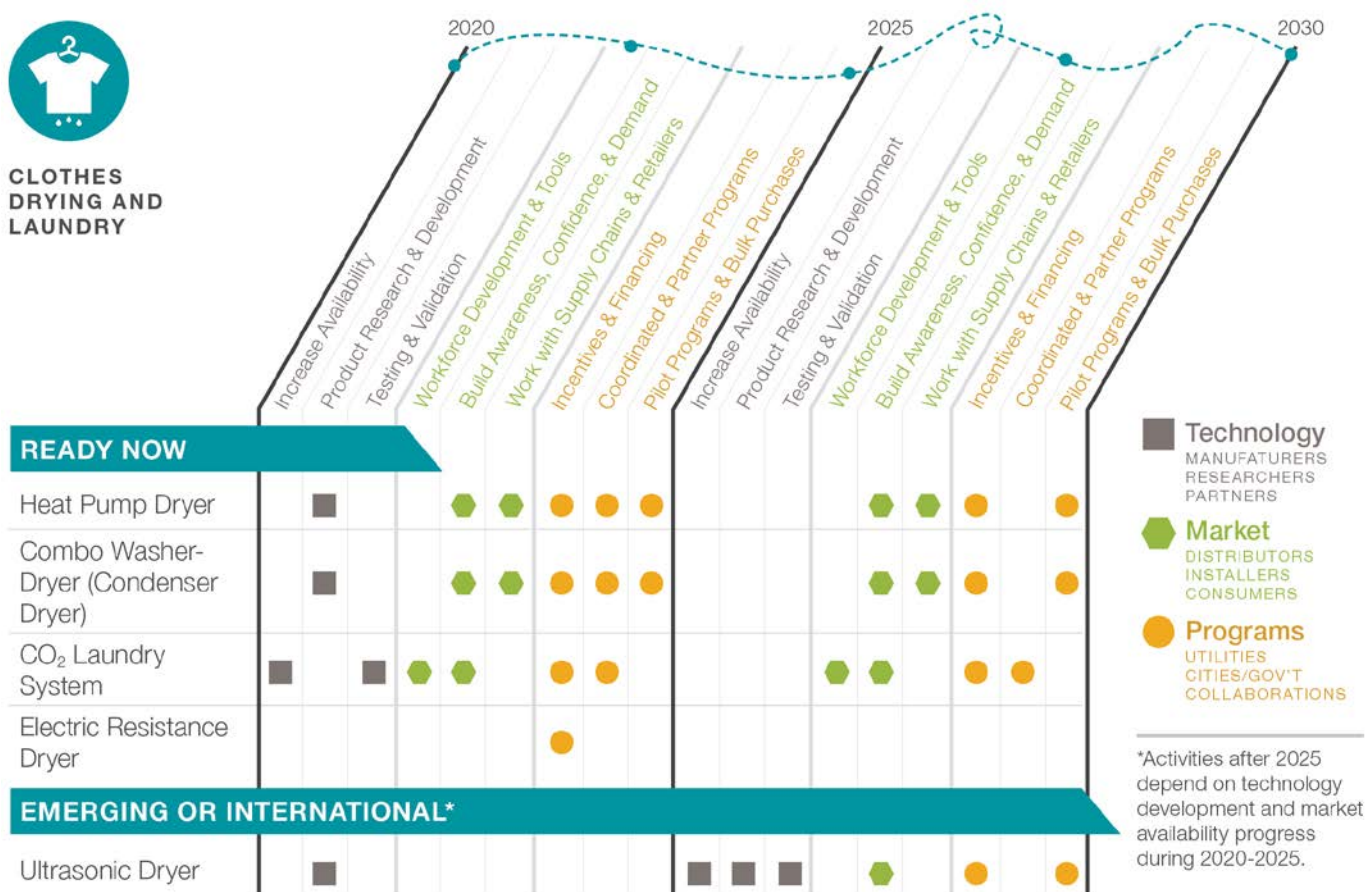 2020
2025
2030
CLOTHES
DRYING AND
LAUNDRY
Increase Availability
Product Research & Development
Testing & Validation
Workforce Development & Tools
Build Awareness, Confidence, & Demand
Work with Supply Chains & Retailers
Incentives & Financing
Coordinated & Partner Programs
Pilot Programs & Bulk Purchases
Increase Availability
Product Research & Development
Testing & Validation
Workforce Development & Tools
Build Awareness, Confidence, & Demand
Work with Supply Chains & Retailers
Incentives & Financing
Coordinated & Partner Programs
Pilot Programs & Bulk Purchases
READY NOW
Heat Pump Dryer
Combo Washer-
Dryer (Condenser
Dryer)
CO₂ Laundry
System
Electric Resistance
Dryer
EMERGING OR INTERNATIONAL*
Ultrasonic Dryer
Technology
MANUFATURERS
RESEARCHERS
PARTNERS
Market
DISTRIBUTORS
INSTALLERS
CONSUMERS
Programs
UTILITIES
CITIES/GOV'T
COLLABORATIONS
*Activities after 2025
depend on technology
development and market
availability progress
during 2020-2025.